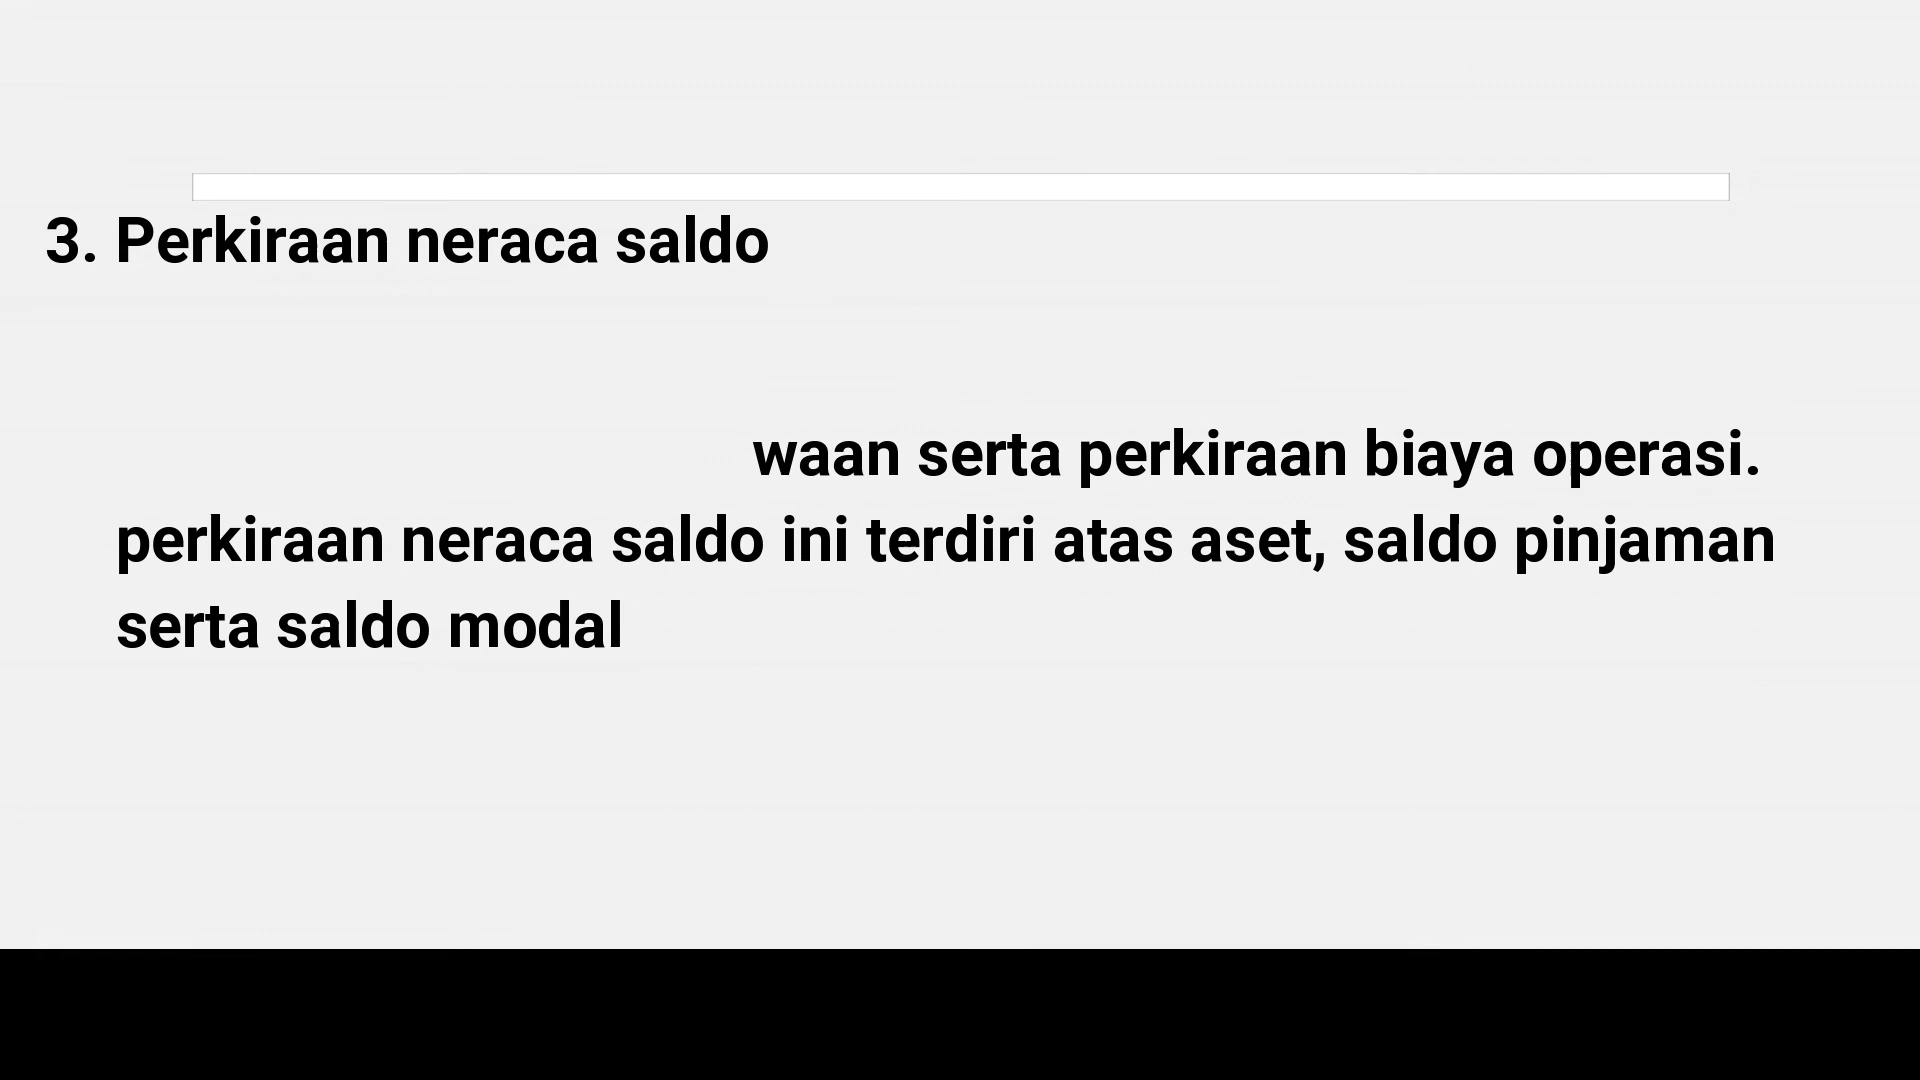 3. Perkiraan neraca saldo
waan serta perkiraan biaya operasi.
perkiraan neraca saldo ini terdiri atas aset, saldo pinjaman
serta saldo modal